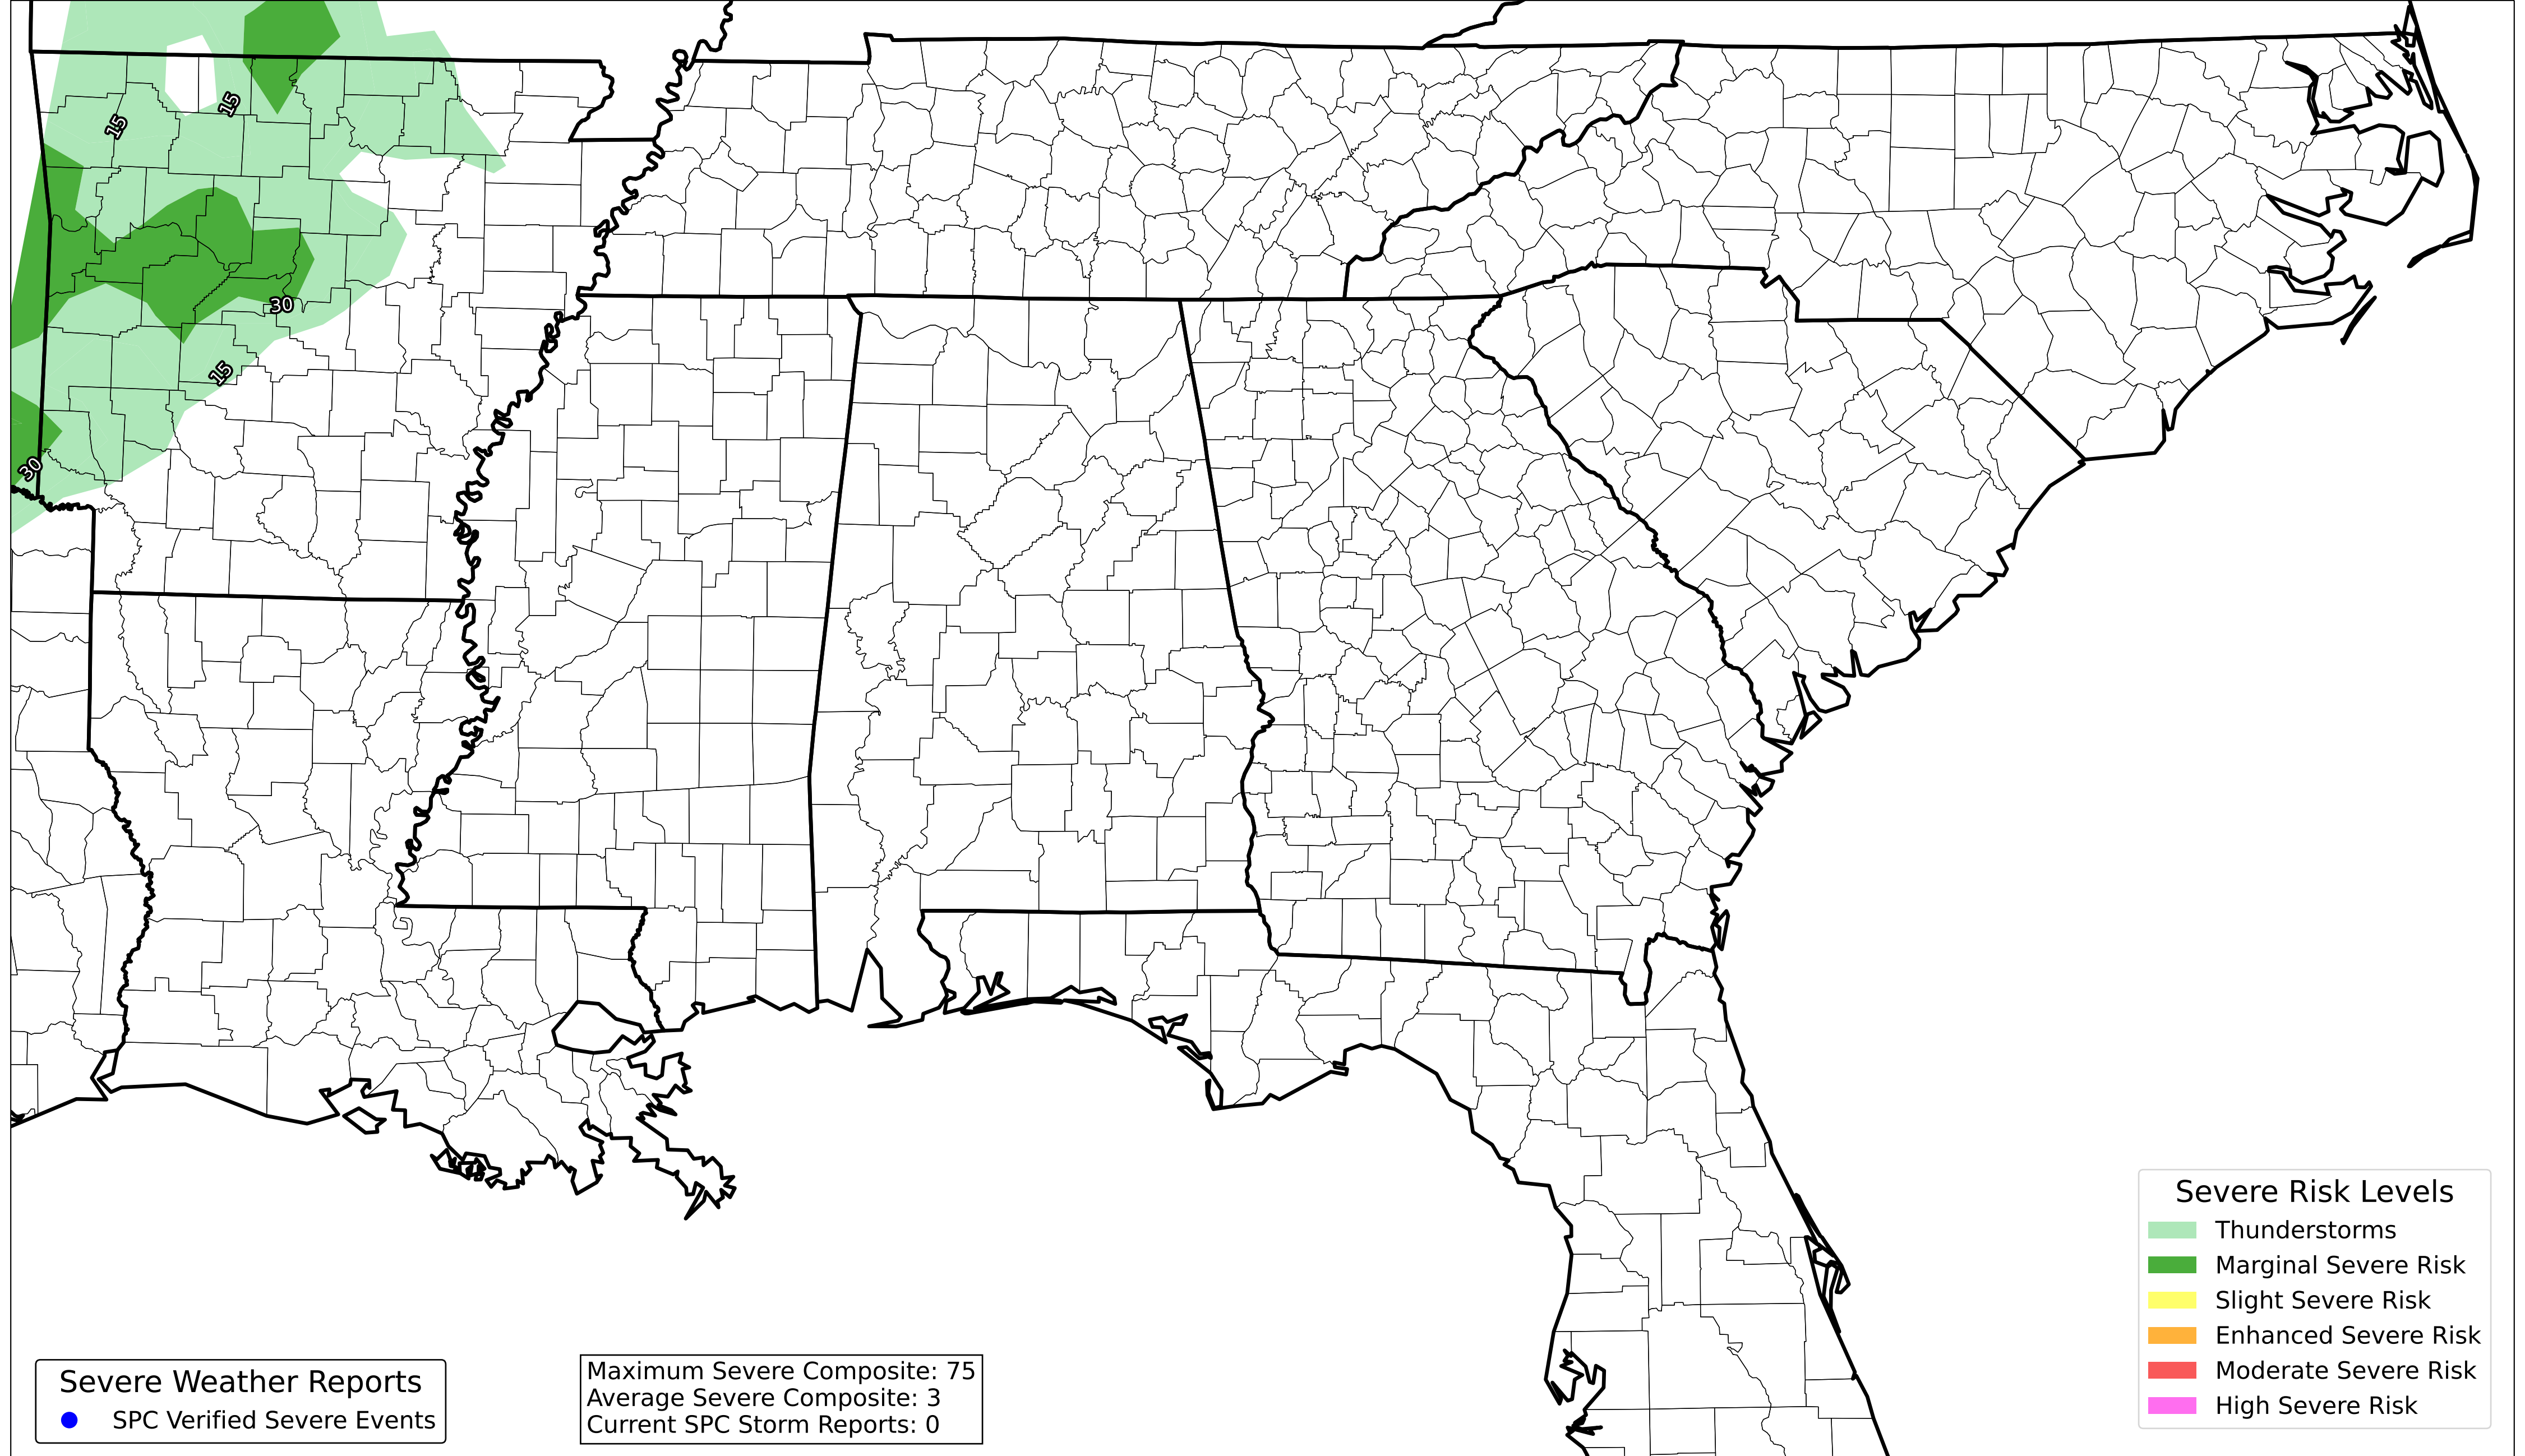 15
15
30
15
30
Severe Risk Levels
Thunderstorms
Marginal Severe Risk
Slight Severe Risk
Enhanced Severe Risk
Moderate Severe Risk
High Severe Risk
Severe Weather Reports
SPC Verified Severe Events
Maximum Severe Composite: 75
Average Severe Composite: 3
Current SPC Storm Reports: 0